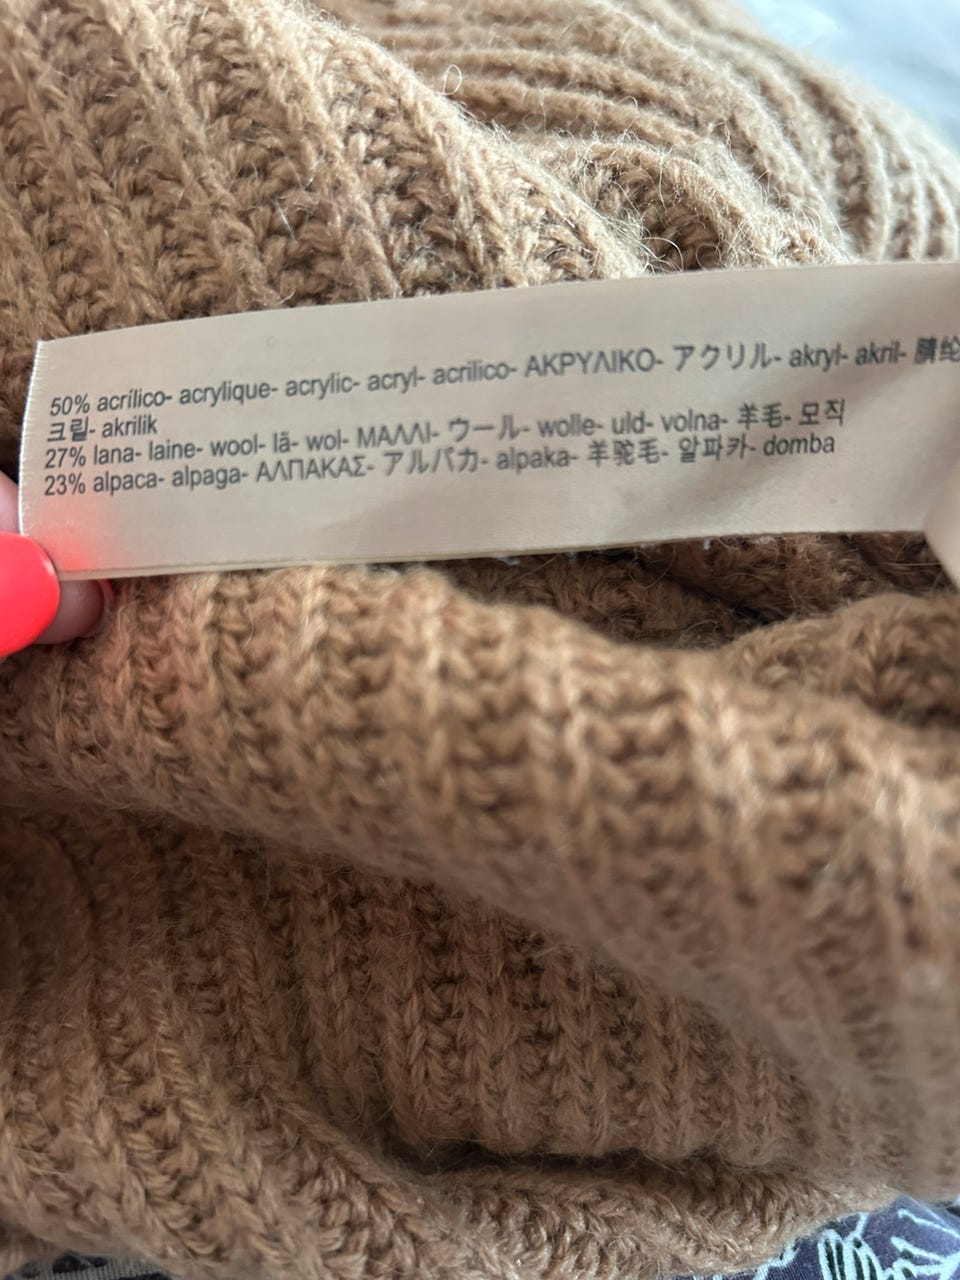 50% acrílico- acrylique- acrylic- acryl- acrilico- ΑΚΡΥΛΙΚΟ- アクリル- akryl- akril- 腈纶
크릴- akrilik
27% lana- laine- wool- lã- wol- ΜΑΛΛΙ- ウール- wolle- uld- volna- 羊毛- 모직
23% alpaca- alpaga- ΑΛΠΑΚΑΣ- アルパカ- alpaka- 羊驼毛- 알파카- domba